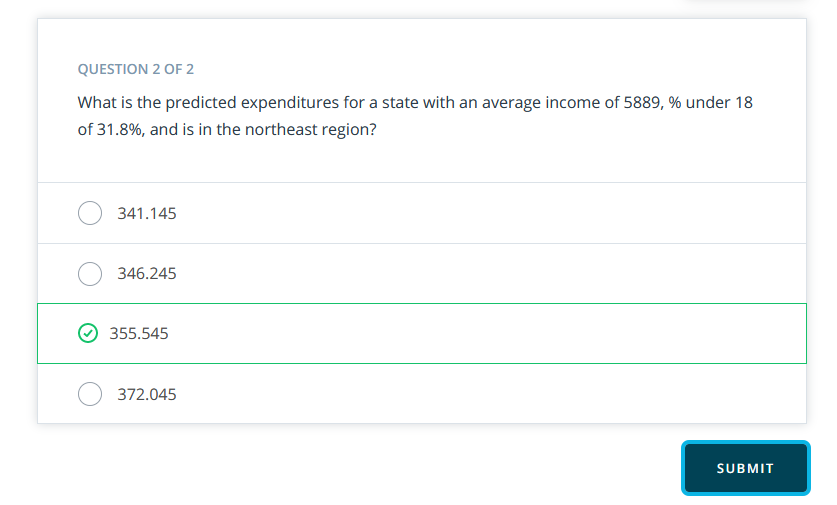 QUESTION 2 OF 2
What is the predicted expenditures for a state with an average income of 5889, % under 18
of 31.8%, and is in the northeast region?
341.145
346.245
355.545
372.045
SUBMIT